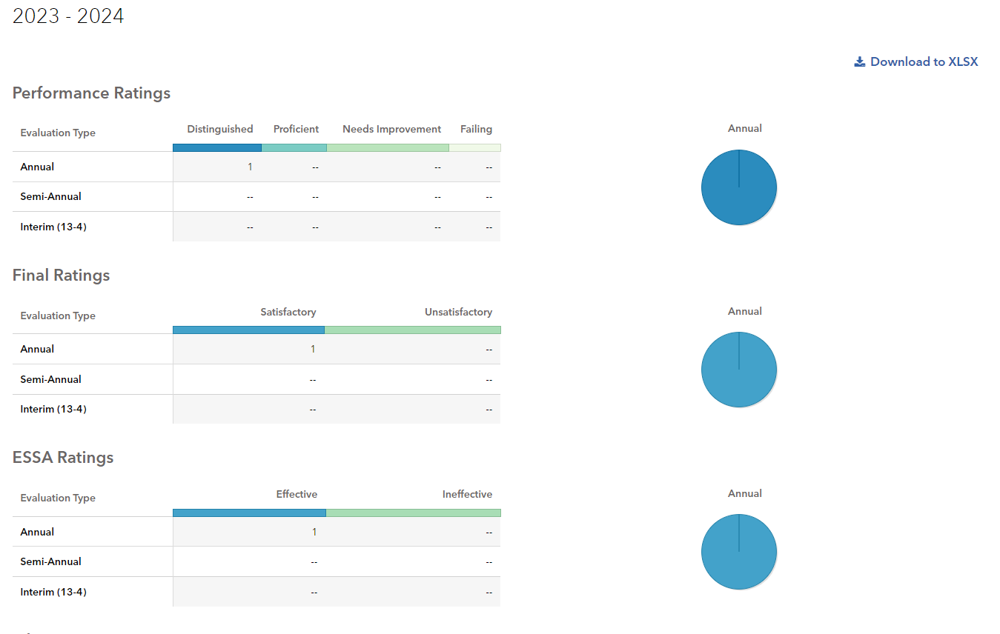 2023 - 2024
Download to XLSX
Performance Ratings
Evaluation Type Distinguished Proficient Needs Improvement Failing
Annual 1 -- -- --
Semi-Annual -- -- -- --
Interim (13-4) -- -- -- --
Annual
Final Ratings
Evaluation Type Satisfactory Unsatisfactory
Annual 1 --
Semi-Annual -- --
Interim (13-4) -- --
Annual
ESSA Ratings
Evaluation Type Effective Ineffective
Annual 1 --
Semi-Annual -- --
Interim (13-4) -- --
Annual